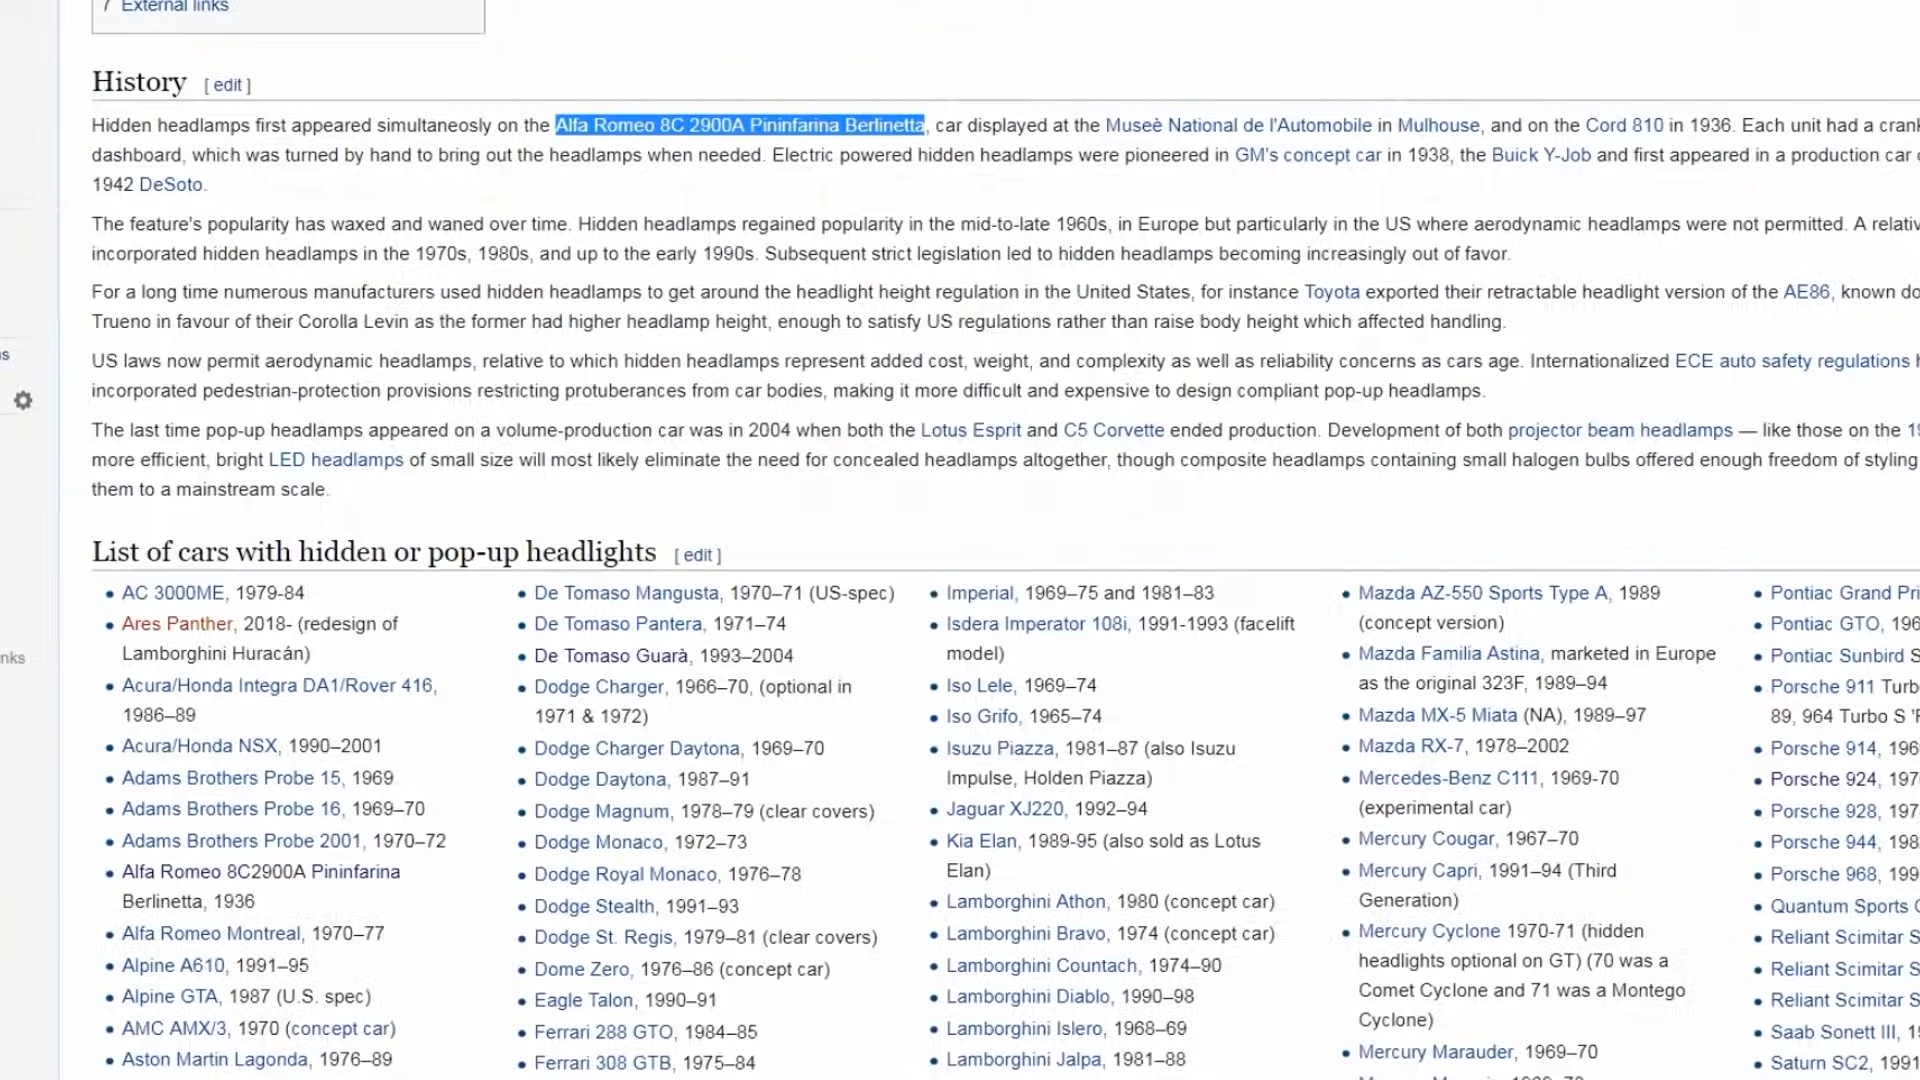 7 External links
History [ edit ]
Hidden headlamps first appeared simultaneosly on the Alfa Romeo 8C 2900A Pininfarina Berlinetta, car displayed at the Museè National de l'Automobile in Mulhouse, and on the Cord 810 in 1936. Each unit had a crank
dashboard, which was turned by hand to bring out the headlamps when needed. Electric powered hidden headlamps were pioneered in GM's concept car in 1938, the Buick Y-Job and first appeared in a production car
1942 DeSoto.
The feature's popularity has waxed and waned over time. Hidden headlamps regained popularity in the mid-to-late 1960s, in Europe but particularly in the US where aerodynamic headlamps were not permitted. A relativ
incorporated hidden headlamps in the 1970s, 1980s, and up to the early 1990s. Subsequent strict legislation led to hidden headlamps becoming increasingly out of favor.
For a long time numerous manufacturers used hidden headlamps to get around the headlight height regulation in the United States, for instance Toyota exported their retractable headlight version of the AE86, known do
Trueno in favour of their Corolla Levin as the former had higher headlamp height, enough to satisfy US regulations rather than raise body height which affected handling.
s
US laws now permit aerodynamic headlamps, relative to which hidden headlamps represent added cost, weight, and complexity as well as reliability concerns as cars age. Internationalized ECE auto safety regulations h
incorporated pedestrian-protection provisions restricting protuberances from car bodies, making it more difficult and expensive to design compliant pop-up headlamps.
The last time pop-up headlamps appeared on a volume-production car was in 2004 when both the Lotus Esprit and C5 Corvette ended production. Development of both projector beam headlamps — like those on the 19
more efficient, bright LED headlamps of small size will most likely eliminate the need for concealed headlamps altogether, though composite headlamps containing small halogen bulbs offered enough freedom of styling
them to a mainstream scale.
nks
List of cars with hidden or pop-up headlights [ edit ]
AC 3000ME, 1979-84
Ares Panther, 2018- (redesign of
Lamborghini Huracán)
Acura/Honda Integra DA1/Rover 416,
1986–89
Acura/Honda NSX, 1990–2001
Adams Brothers Probe 15, 1969
Adams Brothers Probe 16, 1969–70
Adams Brothers Probe 2001, 1970–72
Alfa Romeo 8C2900A Pininfarina
Berlinetta, 1936
Alfa Romeo Montreal, 1970–77
Alpine A610, 1991–95
Alpine GTA, 1987 (U.S. spec)
AMC AMX/3, 1970 (concept car)
Aston Martin Lagonda, 1976–89
De Tomaso Mangusta, 1970–71 (US-spec)
De Tomaso Pantera, 1971–74
De Tomaso Guarà, 1993–2004
Dodge Charger, 1966–70, (optional in
1971 & 1972)
Dodge Charger Daytona, 1969–70
Dodge Daytona, 1987–91
Dodge Magnum, 1978–79 (clear covers)
Dodge Monaco, 1972–73
Dodge Royal Monaco, 1976–78
Dodge Stealth, 1991–93
Dodge St. Regis, 1979–81 (clear covers)
Dome Zero, 1976–86 (concept car)
Eagle Talon, 1990–91
Ferrari 288 GTO, 1984–85
Ferrari 308 GTB, 1975–84
Imperial, 1969–75 and 1981–83
Isdera Imperator 108i, 1991-1993 (facelift
model)
Iso Lele, 1969–74
Iso Grifo, 1965–74
Isuzu Piazza, 1981–87 (also Isuzu
Impulse, Holden Piazza)
Jaguar XJ220, 1992–94
Kia Elan, 1989-95 (also sold as Lotus
Elan)
Lamborghini Athon, 1980 (concept car)
Lamborghini Bravo, 1974 (concept car)
Lamborghini Countach, 1974–90
Lamborghini Diablo, 1990–98
Lamborghini Islero, 1968–69
Lamborghini Jalpa, 1981–88
Mazda AZ-550 Sports Type A, 1989
(concept version)
Mazda Familia Astina, marketed in Europe
as the original 323F, 1989–94
Mazda MX-5 Miata (NA), 1989–97
Mazda RX-7, 1978–2002
Mercedes-Benz C111, 1969-70
(experimental car)
Mercury Cougar, 1967–70
Mercury Capri, 1991–94 (Third
Generation)
Mercury Cyclone 1970-71 (hidden
headlights optional on GT) (70 was a
Comet Cyclone and 71 was a Montego
Cyclone)
Mercury Marauder, 1969–70
Pontiac Grand Pri
Pontiac GTO, 196
Pontiac Sunbird S
Porsche 911 Turbo
89, 964 Turbo S 'F
Porsche 914, 196
Porsche 924, 197
Porsche 928, 197
Porsche 944, 198
Porsche 968, 199
Quantum Sports C
Reliant Scimitar S
Reliant Scimitar S
Reliant Scimitar S
Saab Sonett III, 19
Saturn SC2, 1991